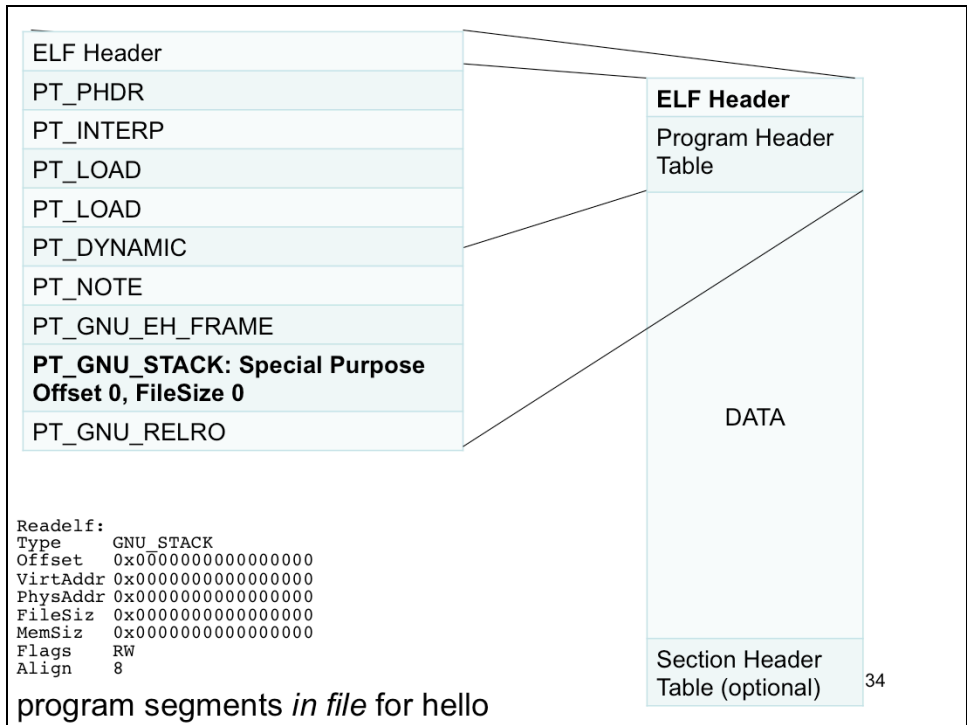 ELF Header
PT_PHDR
PT_INTERP
PT_LOAD
PT_LOAD
PT_DYNAMIC
PT_NOTE
PT_GNU_EH_FRAME
PT_GNU_STACK: Special Purpose
Offset 0, FileSize 0
PT_GNU_RELRO
ELF Header
Program Header
Table
DATA
Section Header
Table (optional)
Readelf:
Type GNU_STACK
Offset 0x0000000000000000
VirtAddr 0x0000000000000000
PhysAddr 0x0000000000000000
FileSiz 0x0000000000000000
MemSiz 0x0000000000000000
Flags RW
Align 8
program segments in file for hello
34